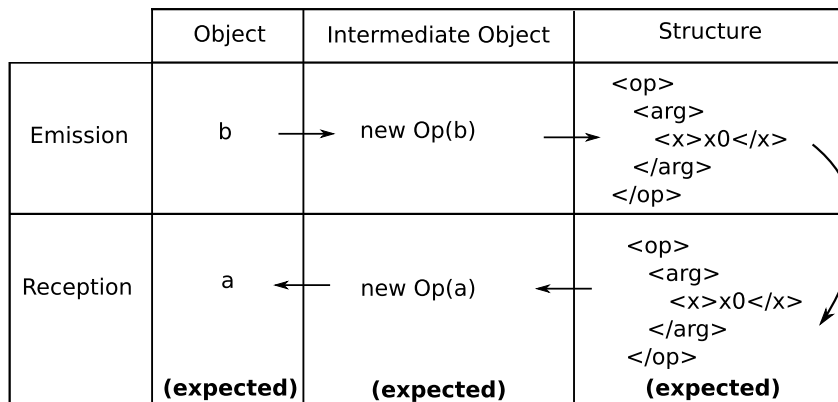 Object Intermediate Object Structure
Emission b new Op(b)
<op>
<arg>
<x>x0</x>
</arg>
</op>
Reception a new Op(a)
<op>
<arg>
<x>x0</x>
</arg>
</op>
(expected) (expected) (expected)